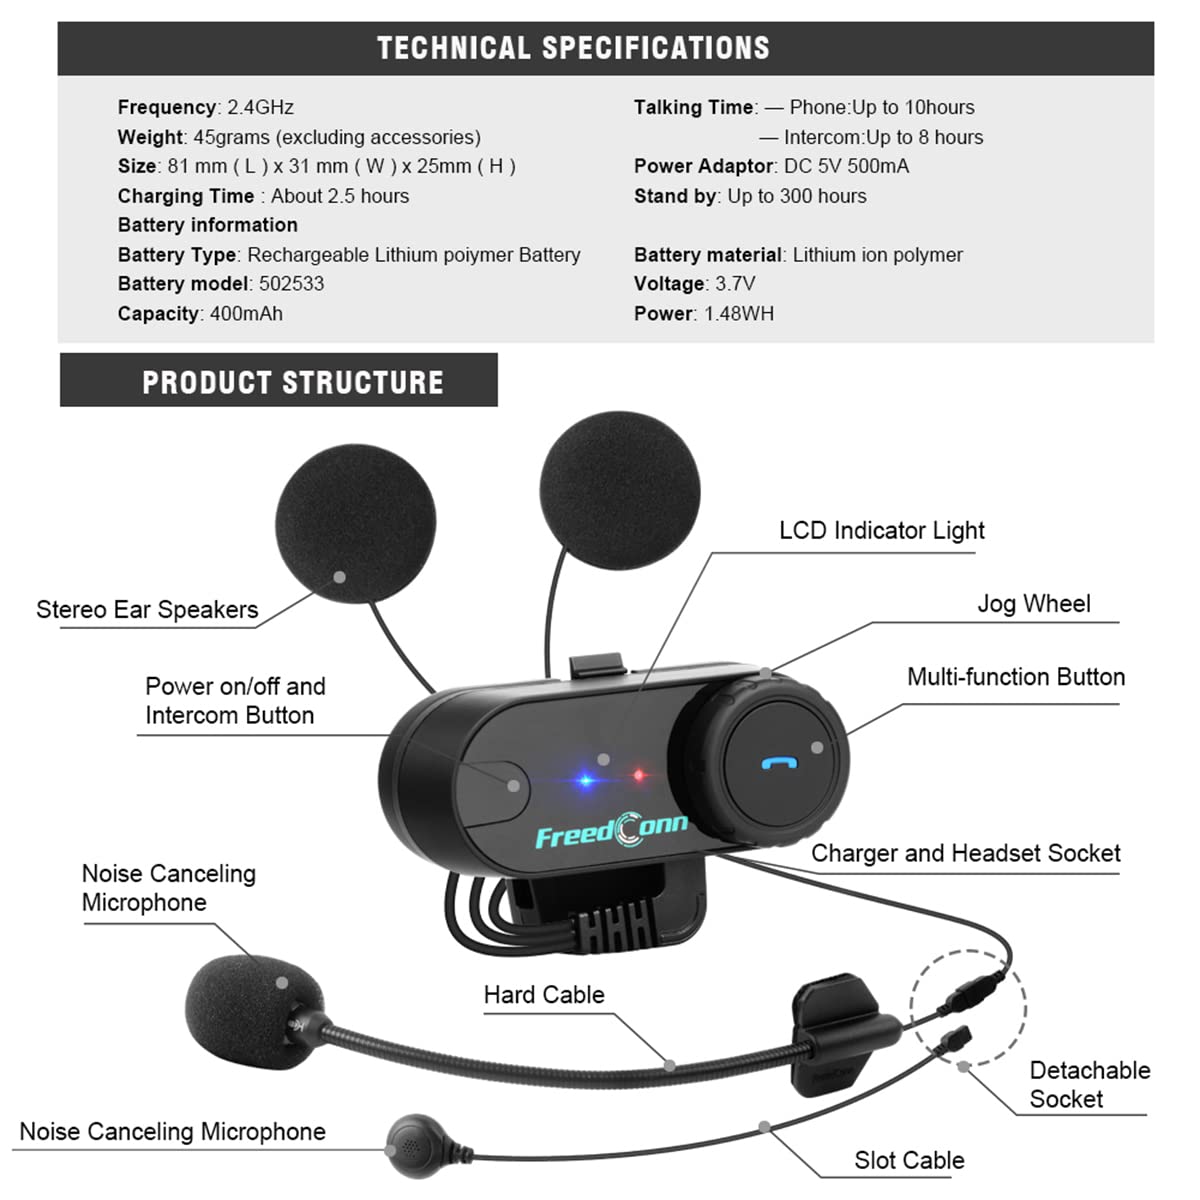 TECHNICAL SPECIFICATIONS
Frequency: 2.4GHz
Weight: 45grams (excluding accessories)
Size: 81 mm ( L ) x 31 mm ( W ) x 25mm ( H )
Charging Time : About 2.5 hours
Battery information
Battery Type: Rechargeable Lithium poiymer Battery
Battery model: 502533
Capacity: 400mAh
Talking Time: — Phone:Up to 10hours
— Intercom:Up to 8 hours
Power Adaptor: DC 5V 500mA
Stand by: Up to 300 hours
Battery material: Lithium ion polymer
Voltage: 3.7V
Power: 1.48WH
PRODUCT STRUCTURE
LCD Indicator Light
Stereo Ear Speakers
Jog Wheel
Power on/off and
Intercom Button
Multi-function Button
FreedConn
Charger and Headset Socket
Noise Canceling
Microphone
Hard Cable
FreedConn
Detachable
Socket
Noise Canceling Microphone
Slot Cable